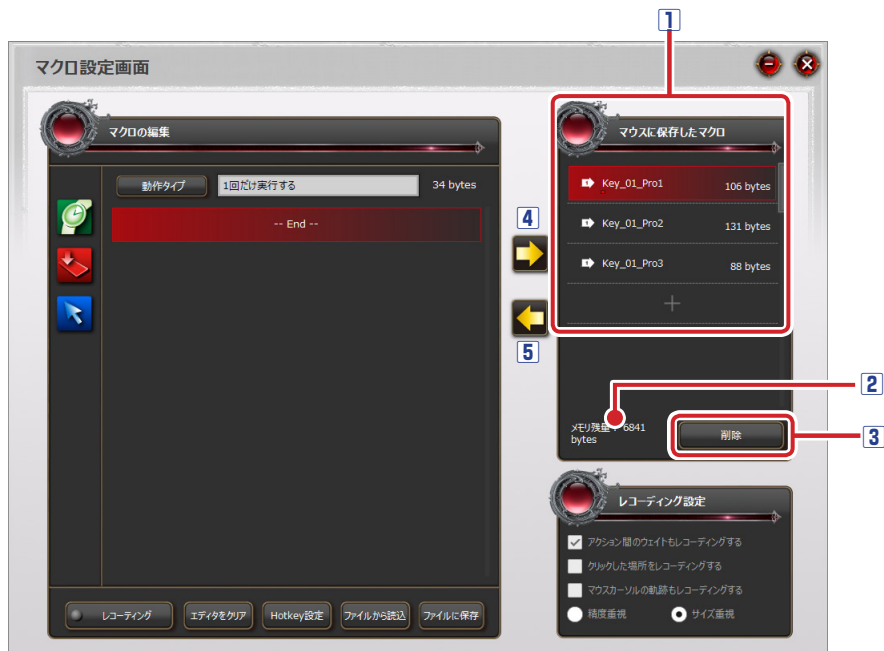 1
マクロ設定画面
マクロの編集
動作タイプ
1回だけ実行する
34 bytes
-- End --
4
5
マウスに保存したマクロ
Key_01_Pro1
106 bytes
Key_01_Pro2
131 bytes
Key_01_Pro3
88 bytes
+
2
メモリ残量：6841
bytes
削除
3
レコーディング設定
アクション間のウェイトもレコーディングする
クリックした場所をレコーディングする
マウスカーソルの軌跡もレコーディングする
精度重視
サイズ重視
レコーティング
エディタをクリア
Hotkey設定
ファイルから読込
ファイルに保存